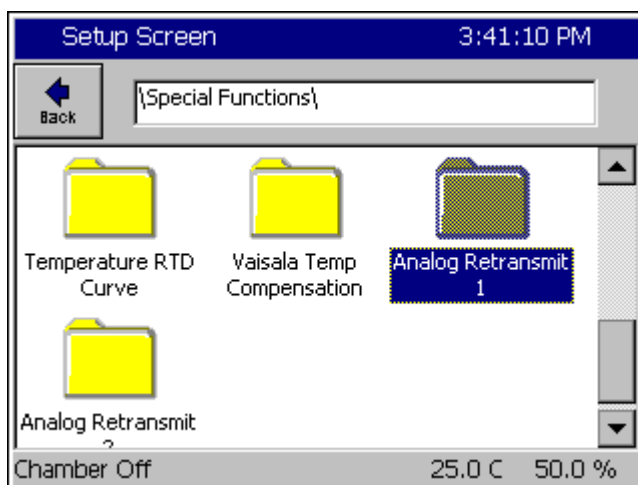 Setup Screen 3:41:10 PM
Back
\Special Functions\
Temperature RTD
Curve
Vaisala Temp
Compensation
Analog Retransmit
1
Analog Retransmit
Chamber Off 25.0 C 50.0 %